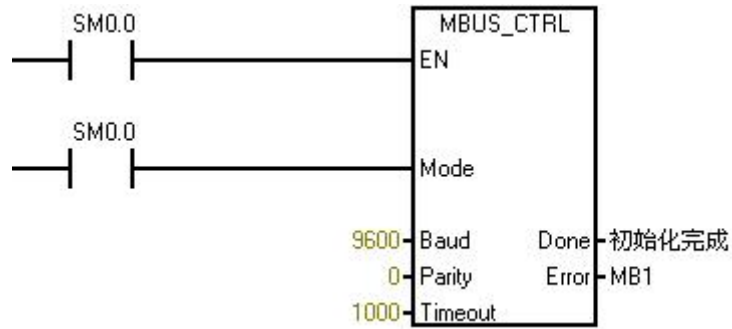 SM0.0
MBUS_CTRL
EN
SM0.0
Mode
9600 Baud Done 初始化完成
0 Parity Error MB1
1000 Timeout